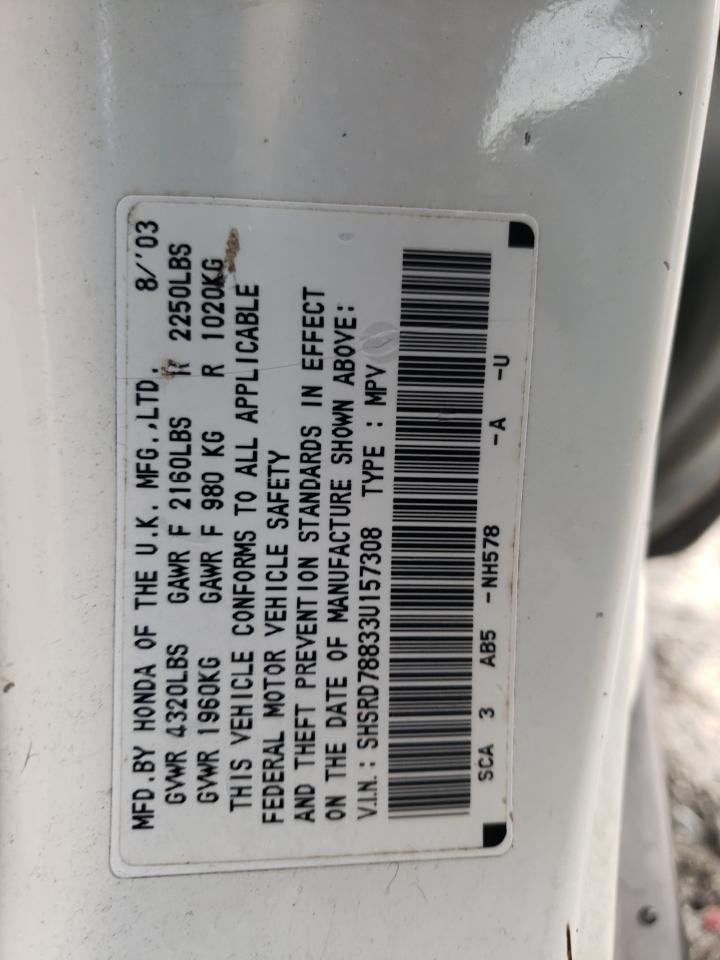 MFD.BY HONDA OF THE U.K. MFG.,LTD. 8/'03
GVWR 4320LBS GAWR F 2160LBS R 2250LBS
GVWR 1960KG GAWR F 980 KG R 1020KG
THIS VEHICLE CONFORMS TO ALL APPLICABLE
FEDERAL MOTOR VEHICLE SAFETY
AND THEFT PREVENTION STANDARDS IN EFFECT
ON THE DATE OF MANUFACTURE SHOWN ABOVE:
V.I.N.: SHSRD78833U157308 TYPE : MPV
SCA 3 AB5 -NH578 -A -U